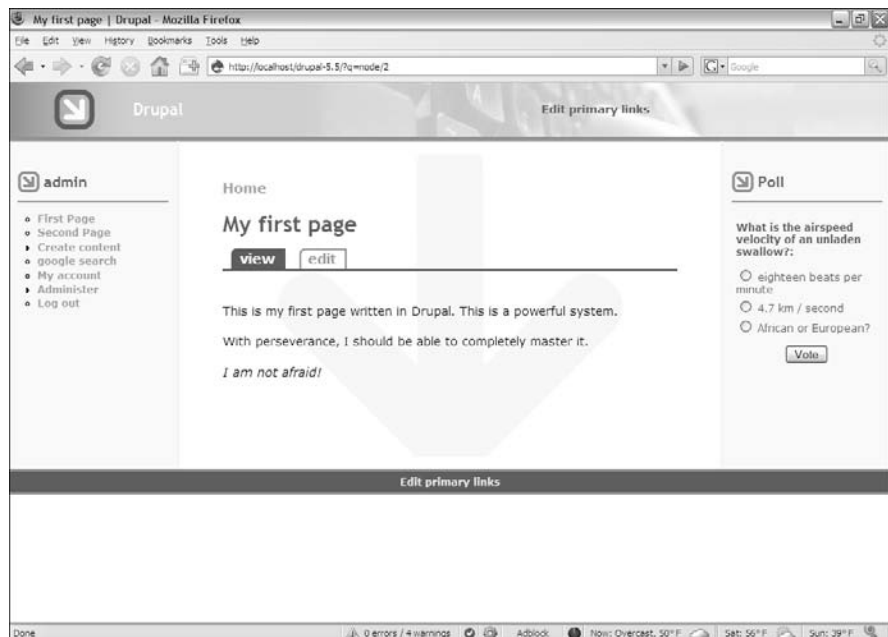 My first page | Drupal - Mozilla Firefox
File Edit View History Bookmarks Tools Help
http://localhost/drupal-5.5/?q=node/2
Google
Drupal
Edit primary links
admin
First Page
Second Page
Create content
google search
My account
Administer
Log out
Home
My first page
view edit
This is my first page written in Drupal. This is a powerful system.
With perseverance, I should be able to completely master it.
I am not afraid!
Poll
What is the airspeed
velocity of an unladen
swallow?:
eighteen beats per
minute
4.7 km / second
African or European?
Vote
Edit primary links
Done 0 errors / 4 warnings Adblock Now: Overcast, 50°F Sat: 56°F Sun: 39°F